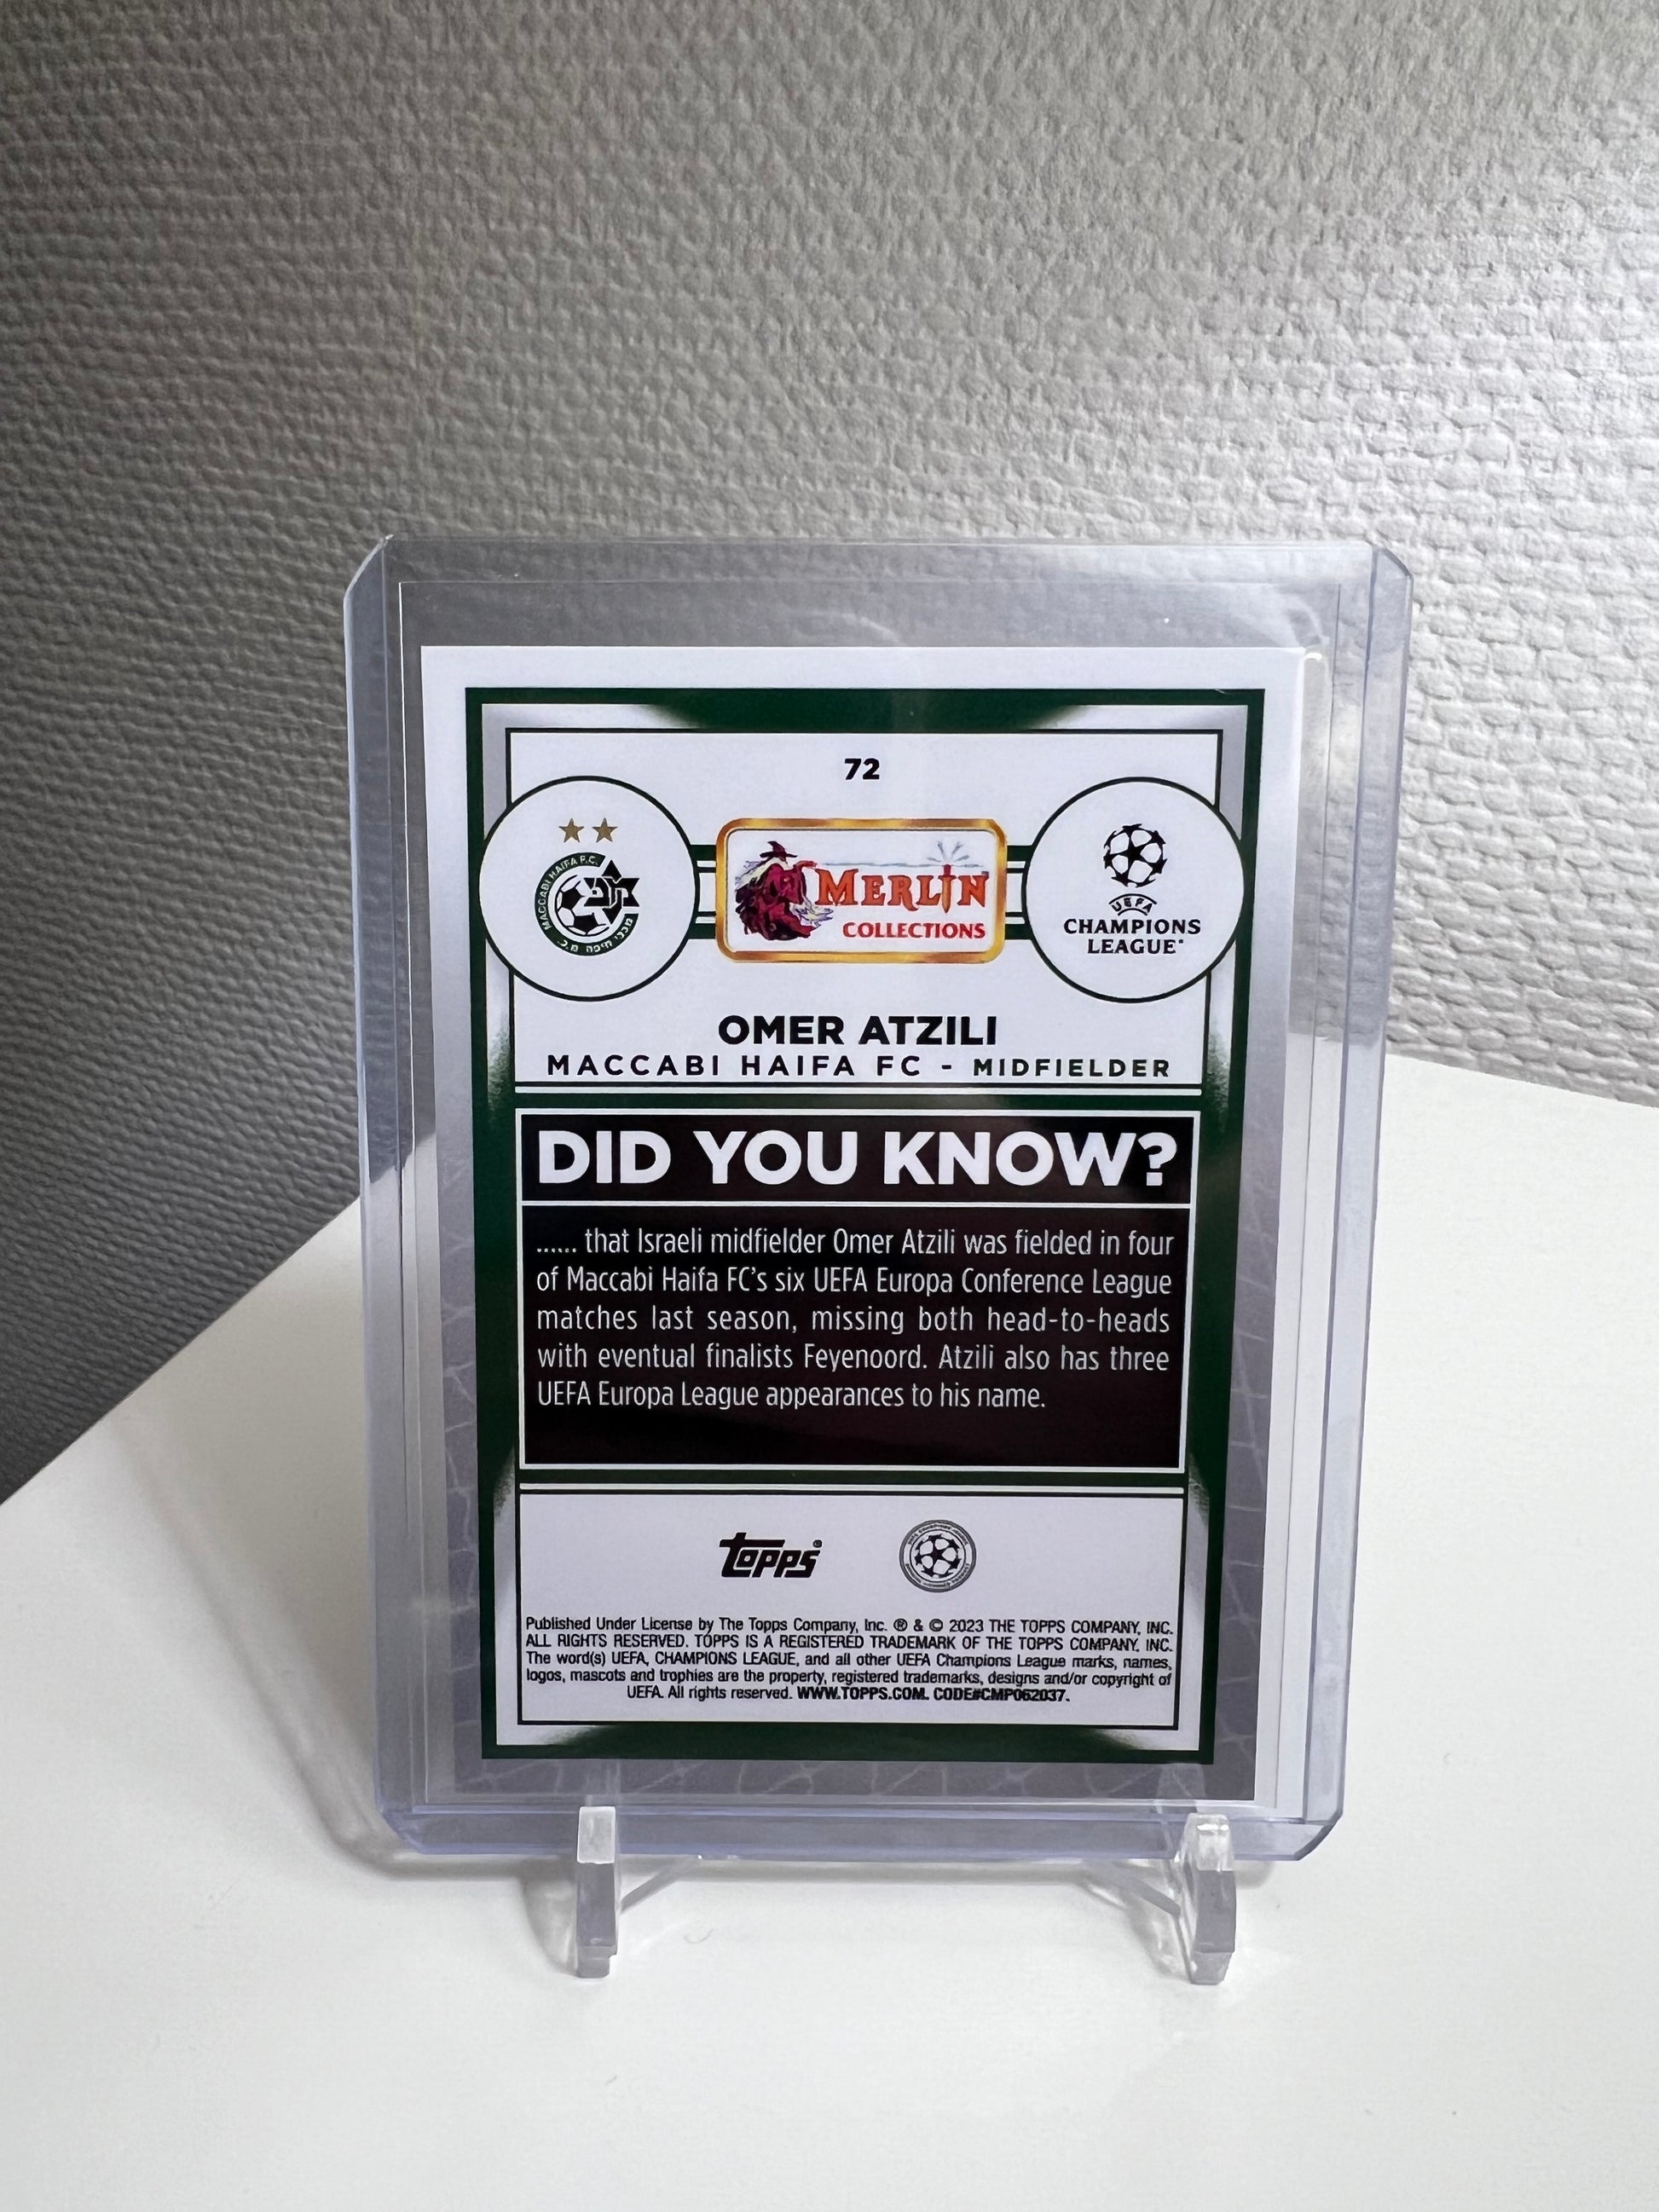 72
MACCABI HAIFA F.C.
מכבי חיפה מ.כ.
MERLIN
COLLECTIONS
UEFA
CHAMPIONS
LEAGUE®
OMER ATZILI
MACCABI HAIFA FC - MIDFIELDER
DID YOU KNOW?
...... that Israeli midfielder Omer Atzili was fielded in four
of Maccabi Haifa FC's six UEFA Europa Conference League
matches last season, missing both head-to-heads
with eventual finalists Feyenoord. Atzili also has three
UEFA Europa League appearances to his name.
topps®
Published Under License by The Topps Company, Inc. ® & © 2023 THE TOPPS COMPANY, INC.
ALL RIGHTS RESERVED. TOPPS IS A REGISTERED TRADEMARK OF THE TOPPS COMPANY, INC.
The word(s) UEFA, CHAMPIONS LEAGUE, and all other UEFA Champions League marks, names,
logos, mascots and trophies are the property, registered trademarks, designs and/or copyright of
UEFA. All rights reserved. WWW.TOPPS.COM. CODE#CMP062037.